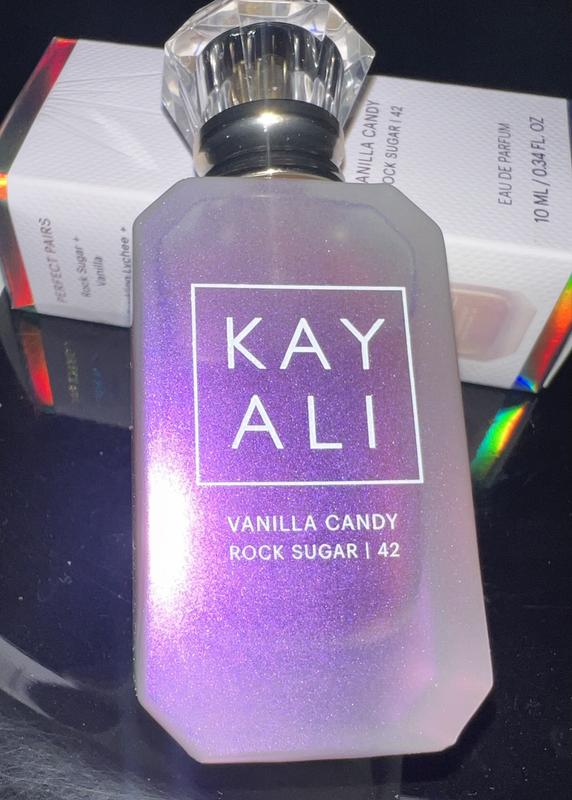 KAY
ALI
VANILLA CANDY
ROCK SUGAR | 42
VANILLA CANDY
ROCK SUGAR | 42
EAU DE PARFUM
10 ML / 0.34 FL OZ
PERFECT PAIRS
Rock Sugar +
Vanilla
Lychee +